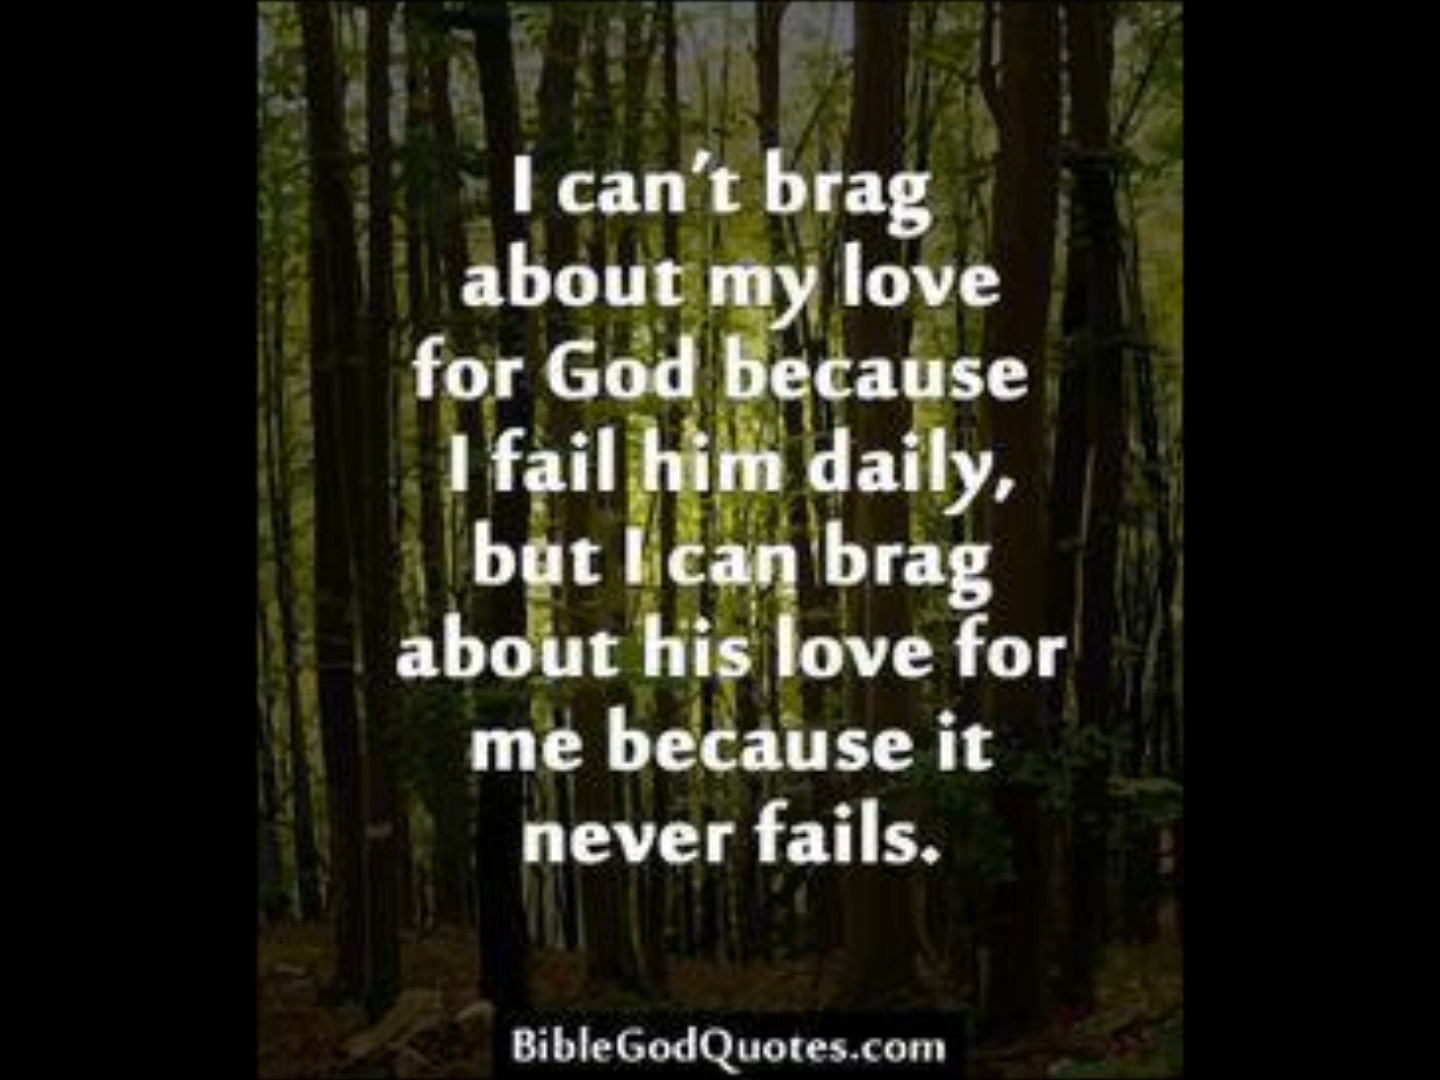 I can't brag
about my love
for God because
I fail him daily,
but I can brag
about his love for
me because it
never fails.
BibleGodQuotes.com